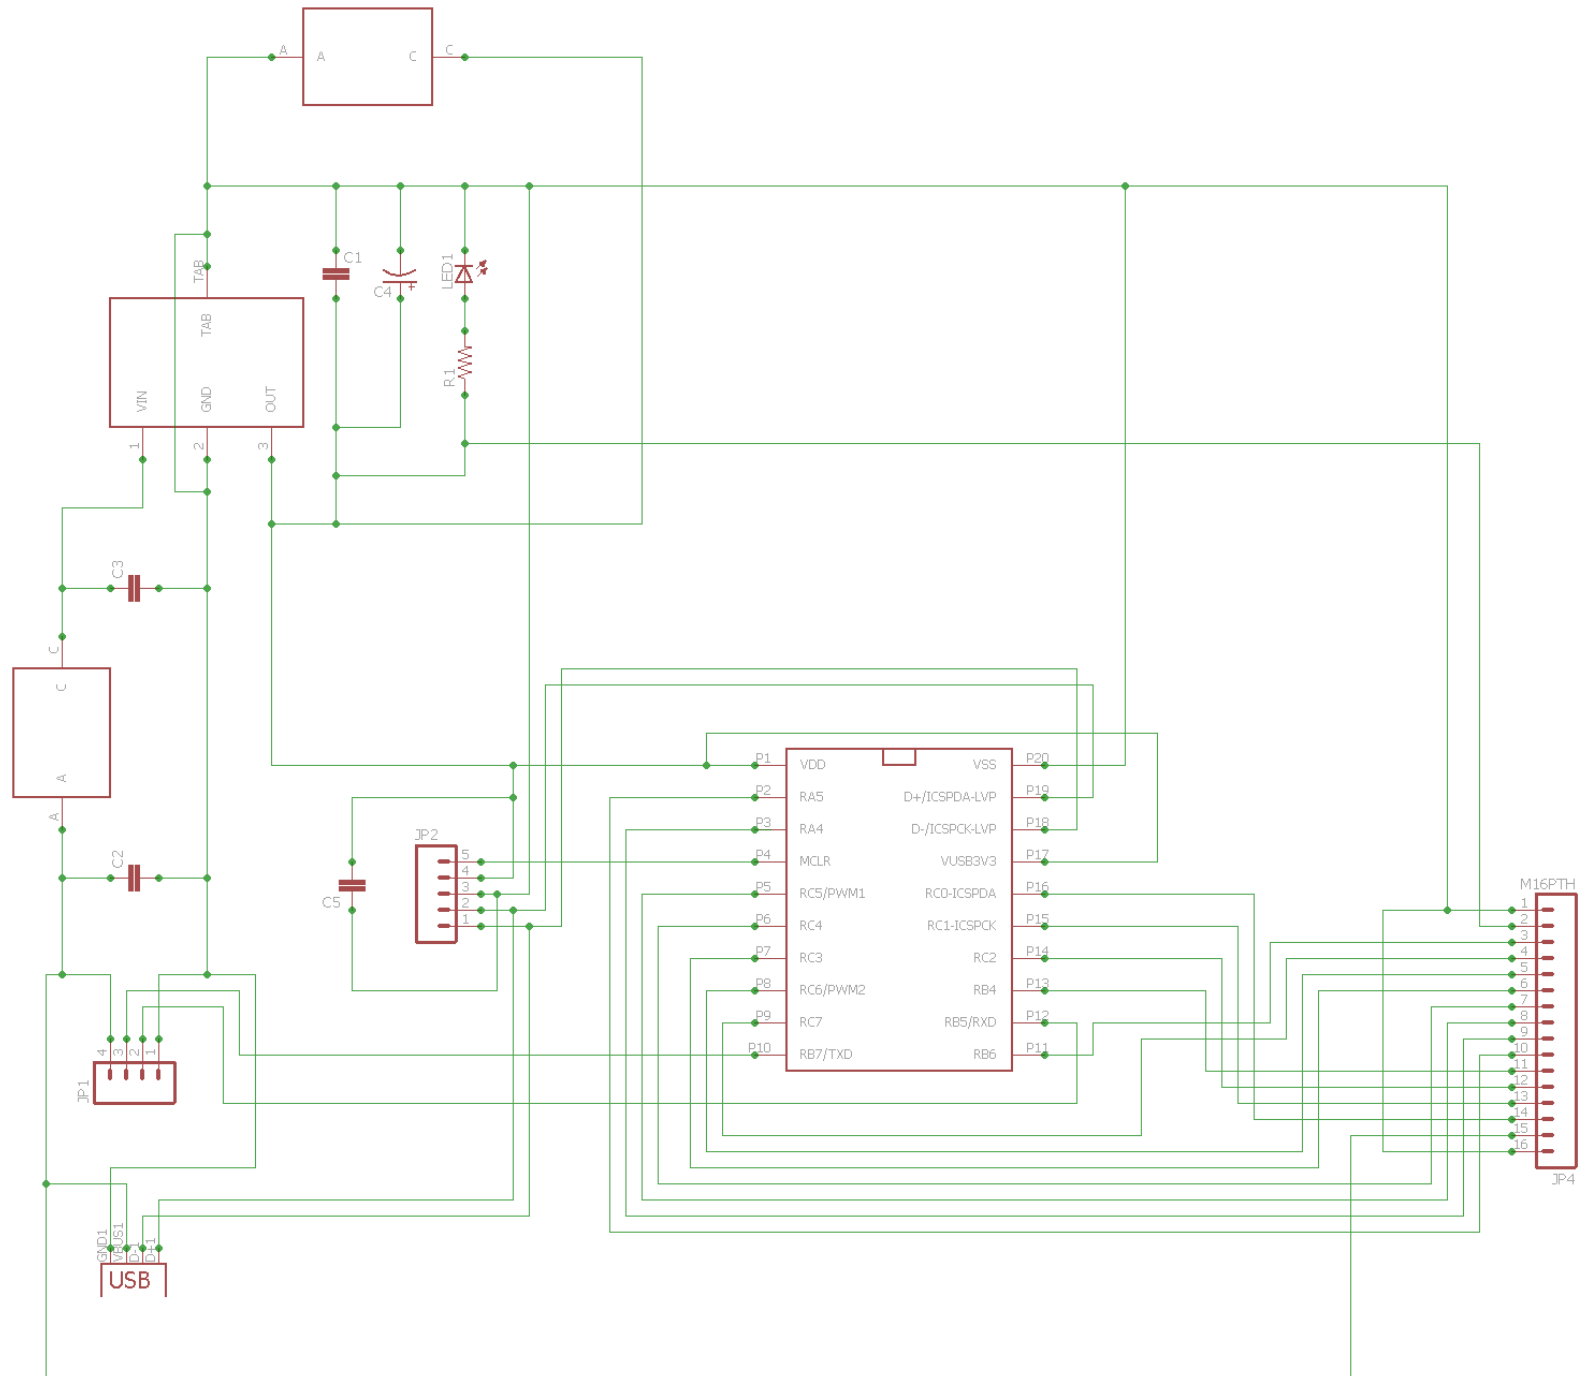 A
A
C
C
TAB
TAB
VIN
GND
OUT
1
2
3
C1
C4
+
LED1
R1
C3
C
C
A
A
C2
C5
JP2
5
4
3
2
1
P1
VDD
VSS
P20
P2
RA5
D+/ICSPDA-LVP
P19
P3
RA4
D-/ICSPCK-LVP
P18
P4
MCLR
VUSB3V3
P17
P5
RC5/PWM1
RC0-ICSPDA
P16
P6
RC4
RC1-ICSPCK
P15
P7
RC3
RC2
P14
P8
RC6/PWM2
RB4
P13
P9
RC7
RB5/RXD
P12
P10
RB7/TXD
RB6
P11
M16PTH
1
2
3
4
5
6
7
8
9
10
11
12
13
14
15
16
JP4
4
3
2
1
JP1
GND1
VBUS1
D-1
D+1
USB